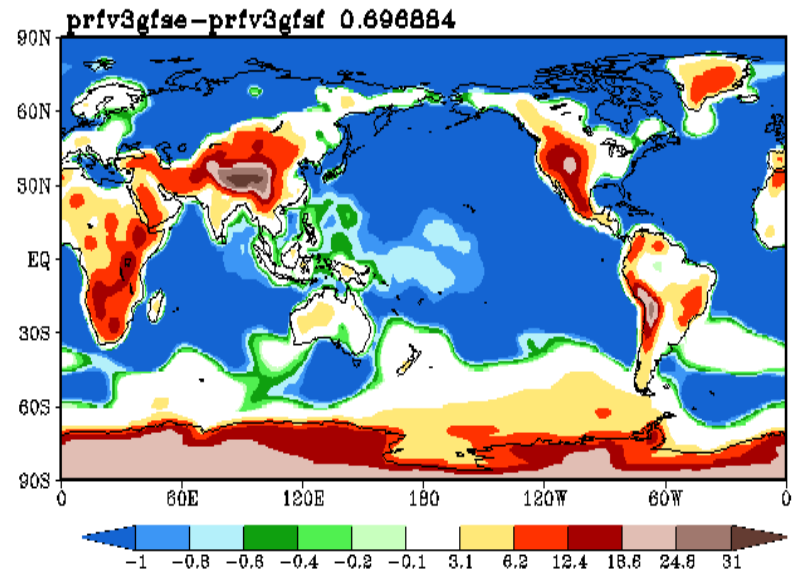 prfv3gfse-prfv3gfsf 0.696884
90N
60N
30N
EQ
30S
60S
90S
0 60E 120E 180 120W 60W 0
-1 -0.8 -0.6 -0.4 -0.2 -0.1 3.1 6.2 12.4 18.6 24.8 31